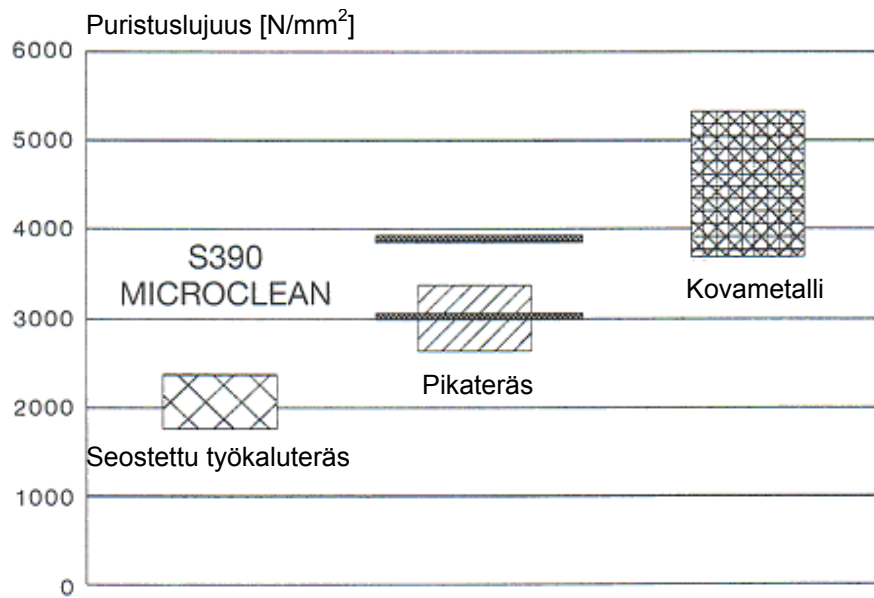 Puristuslujuus [N/mm²]
6000
5000
4000
S390
MICROCLEAN
Kovametalli
3000
Pikateräs
2000
Seostettu työkaluteräs
1000
0